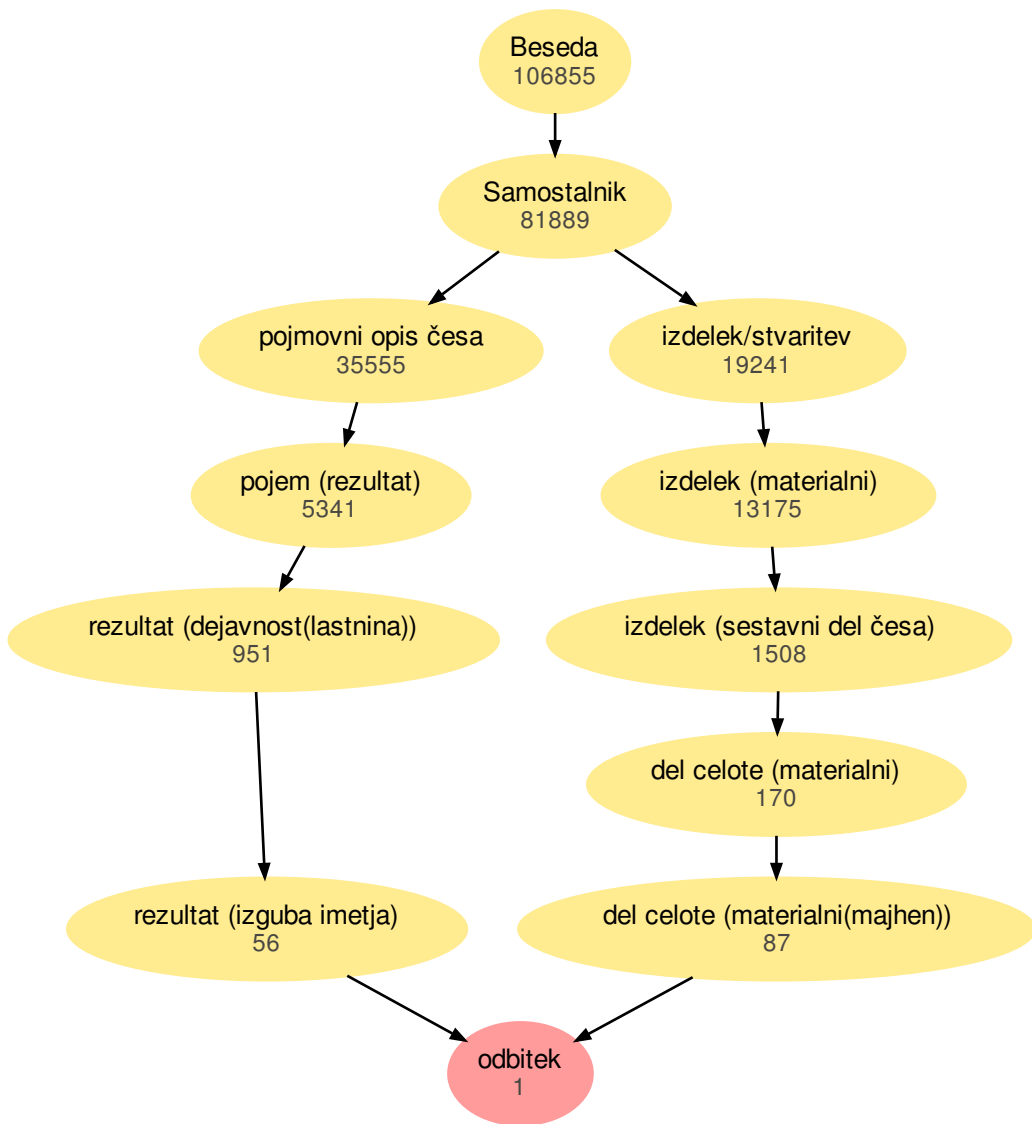 Beseda
106855
Samostalnik
81889
pojmovni opis česa
35555
izdelek/stvaritev
19241
pojem (rezultat)
5341
izdelek (materialni)
13175
rezultat (dejavnost(lastnina))
951
izdelek (sestavni del česa)
1508
del celote (materialni)
170
rezultat (izguba imetja)
56
del celote (materialni(majhen))
87
odbitek
1